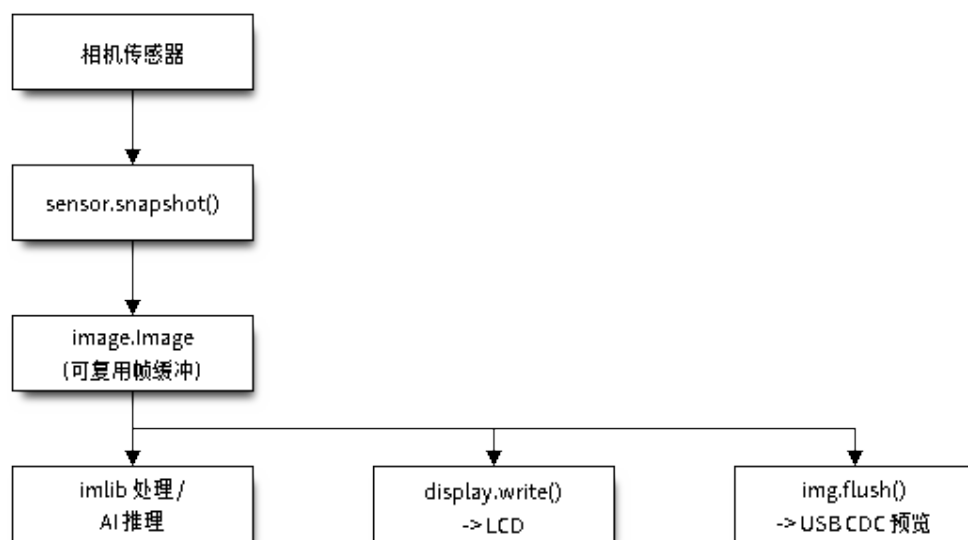 相机传感器
sensor.snapshot()
image.Image
(可复用帧缓冲)
imlib 处理 /
AI 推理
display.write()
-> LCD
img.flush()
-> USB CDC 预览